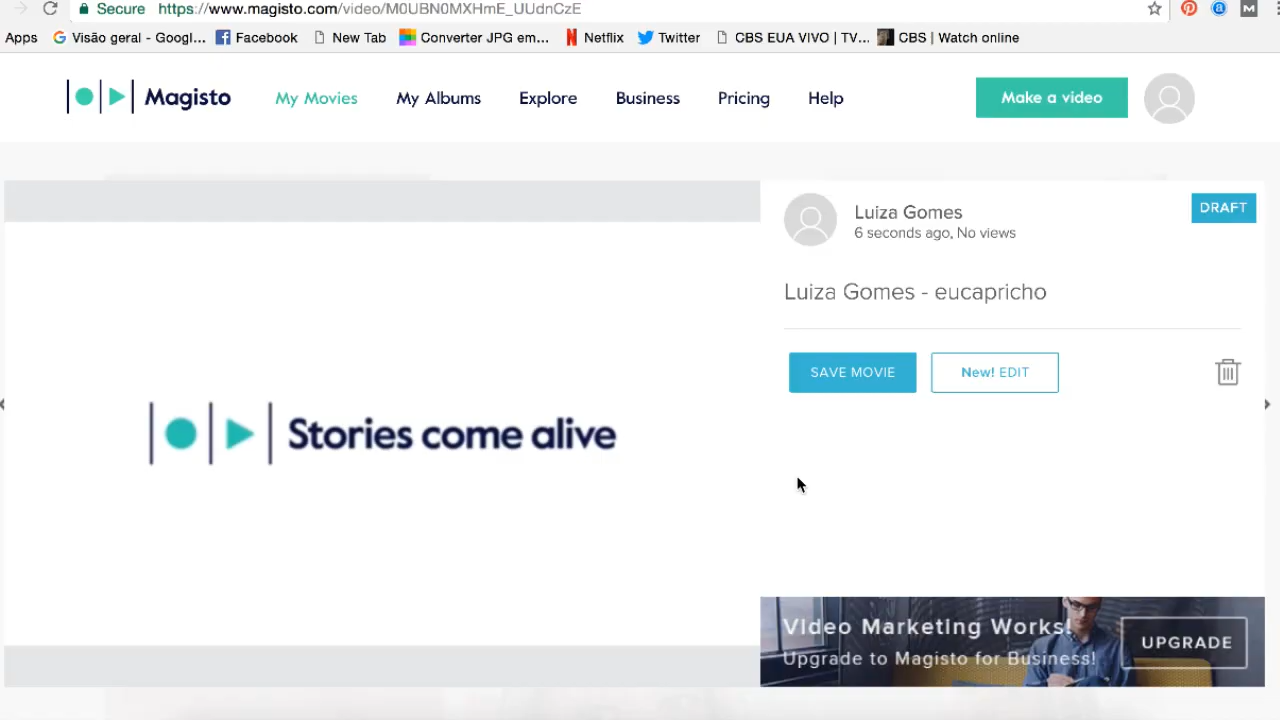 Secure https://www.magisto.com/video/M0UBN0MXHmE_UUdnCzE
Apps Visão geral - Googl... Facebook New Tab Converter JPG em... Netflix Twitter CBS EUA VIVO | TV... CBS | Watch online
Magisto My Movies My Albums Explore Business Pricing Help Make a video
Luiza Gomes DRAFT
6 seconds ago, No views
Luiza Gomes - eucapricho
SAVE MOVIE New! EDIT
Stories come alive
Video Marketing Works!
Upgrade to Magisto for Business!
UPGRADE